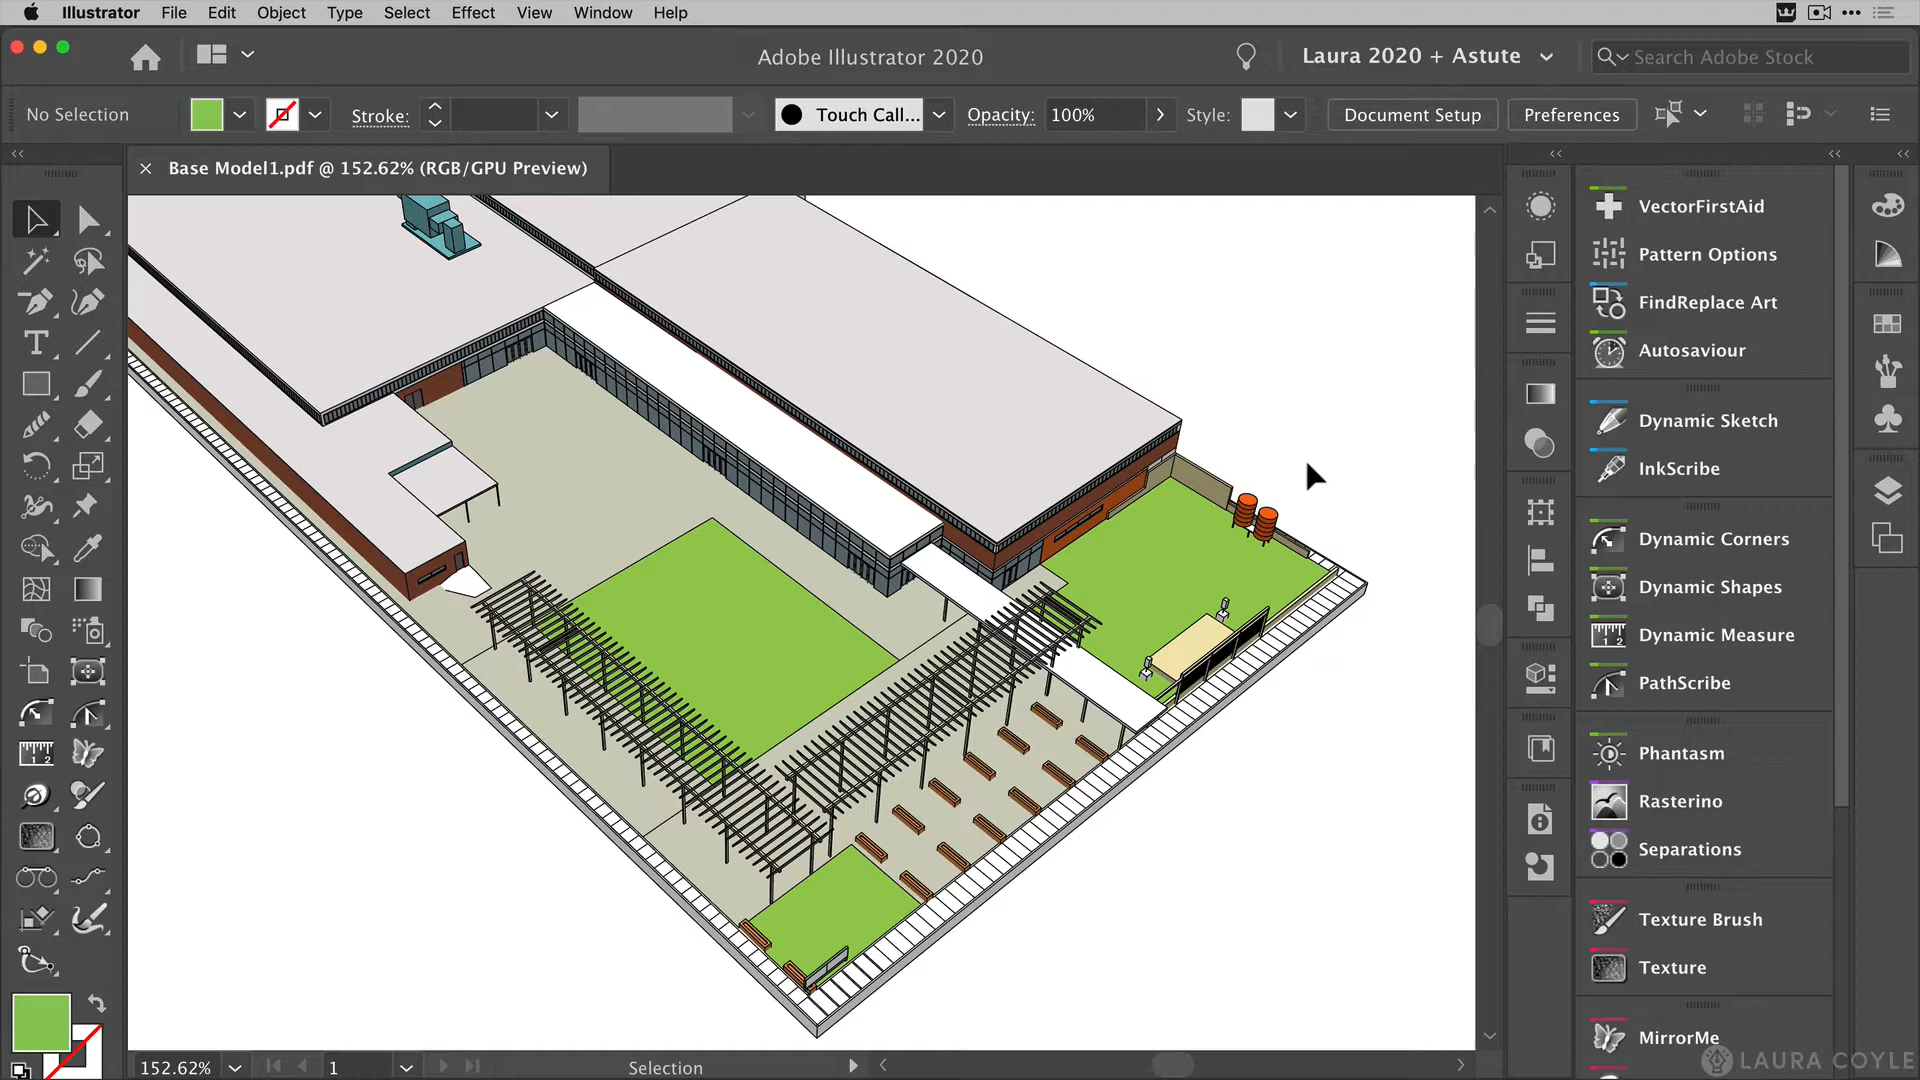 Illustrator File Edit Object Type Select Effect View Window Help
Adobe Illustrator 2020
Laura 2020 + Astute
Search Adobe Stock
No Selection
Stroke:
Touch Call...
Opacity: 100%
Style:
Document Setup
Preferences
× Base Model1.pdf @ 152.62% (RGB/GPU Preview)
VectorFirstAid
Pattern Options
FindReplace Art
Autosaviour
Dynamic Sketch
InkScribe
Dynamic Corners
Dynamic Shapes
Dynamic Measure
PathScribe
Phantasm
Rasterino
Separations
Texture Brush
Texture
MirrorMe
152.62%
1
Selection
LAURA COYLE